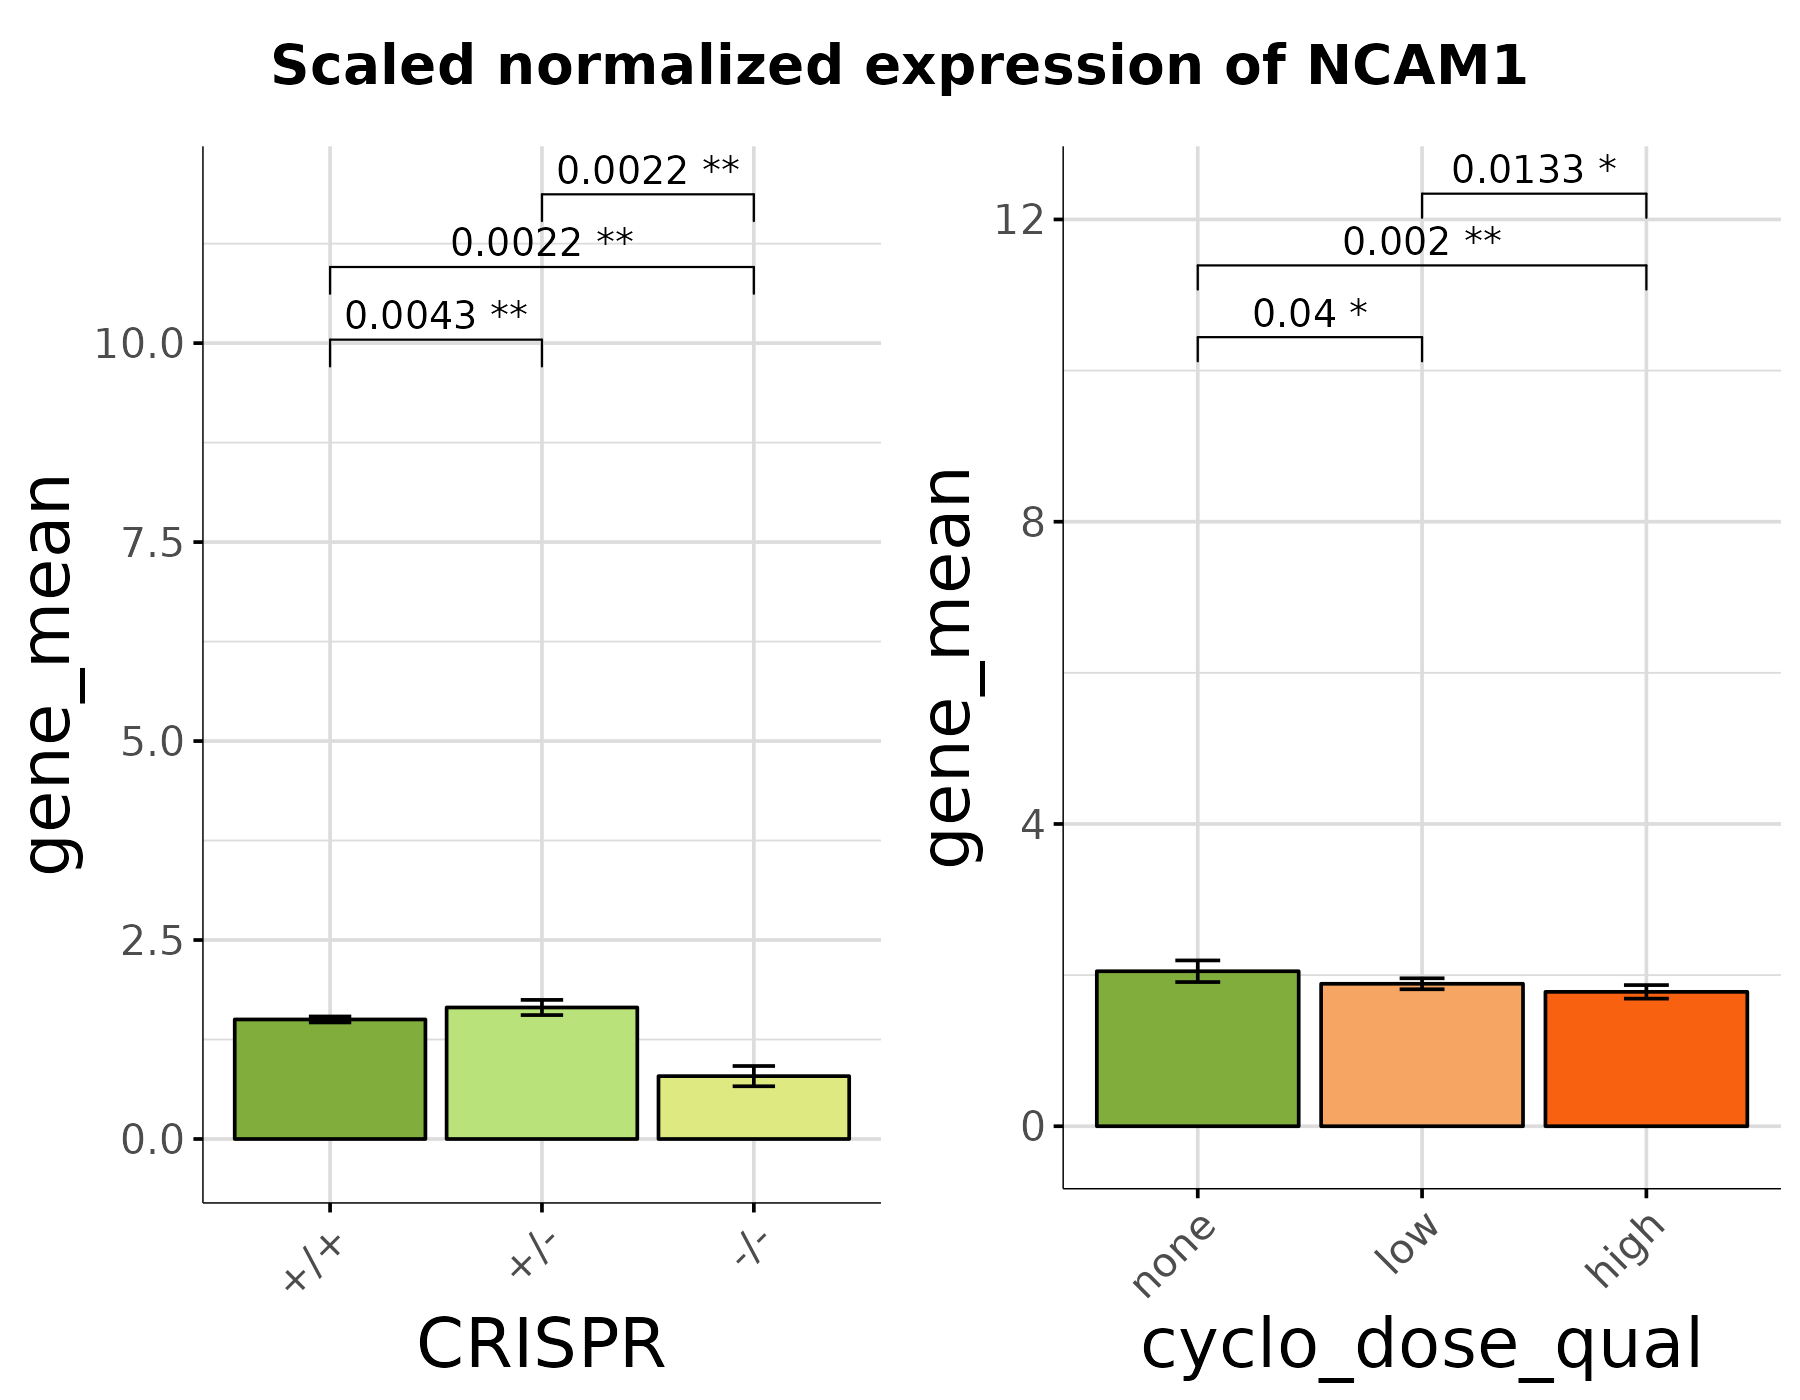 Scaled normalized expression of NCAM1
gene_mean
10.0
7.5
5.0
2.5
0.0
0.0022 **
0.0022 **
0.0043 **
+/+
+/-
-/-
CRISPR
gene_mean
12
8
4
0
0.0133 *
0.002 **
0.04 *
none
low
high
cyclo_dose_qual